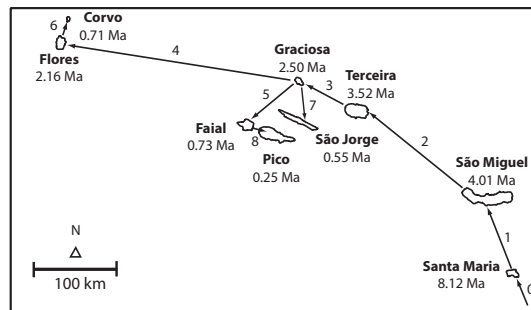 6
Corvo
0.71 Ma
Flores
2.16 Ma
4
Graciosa
2.50 Ma
3
Terceira
3.52 Ma
5
7
Faial
0.73 Ma
8
Pico
0.25 Ma
São Jorge
0.55 Ma
2
São Miguel
4.01 Ma
1
Santa Maria
8.12 Ma
0
N
100 km